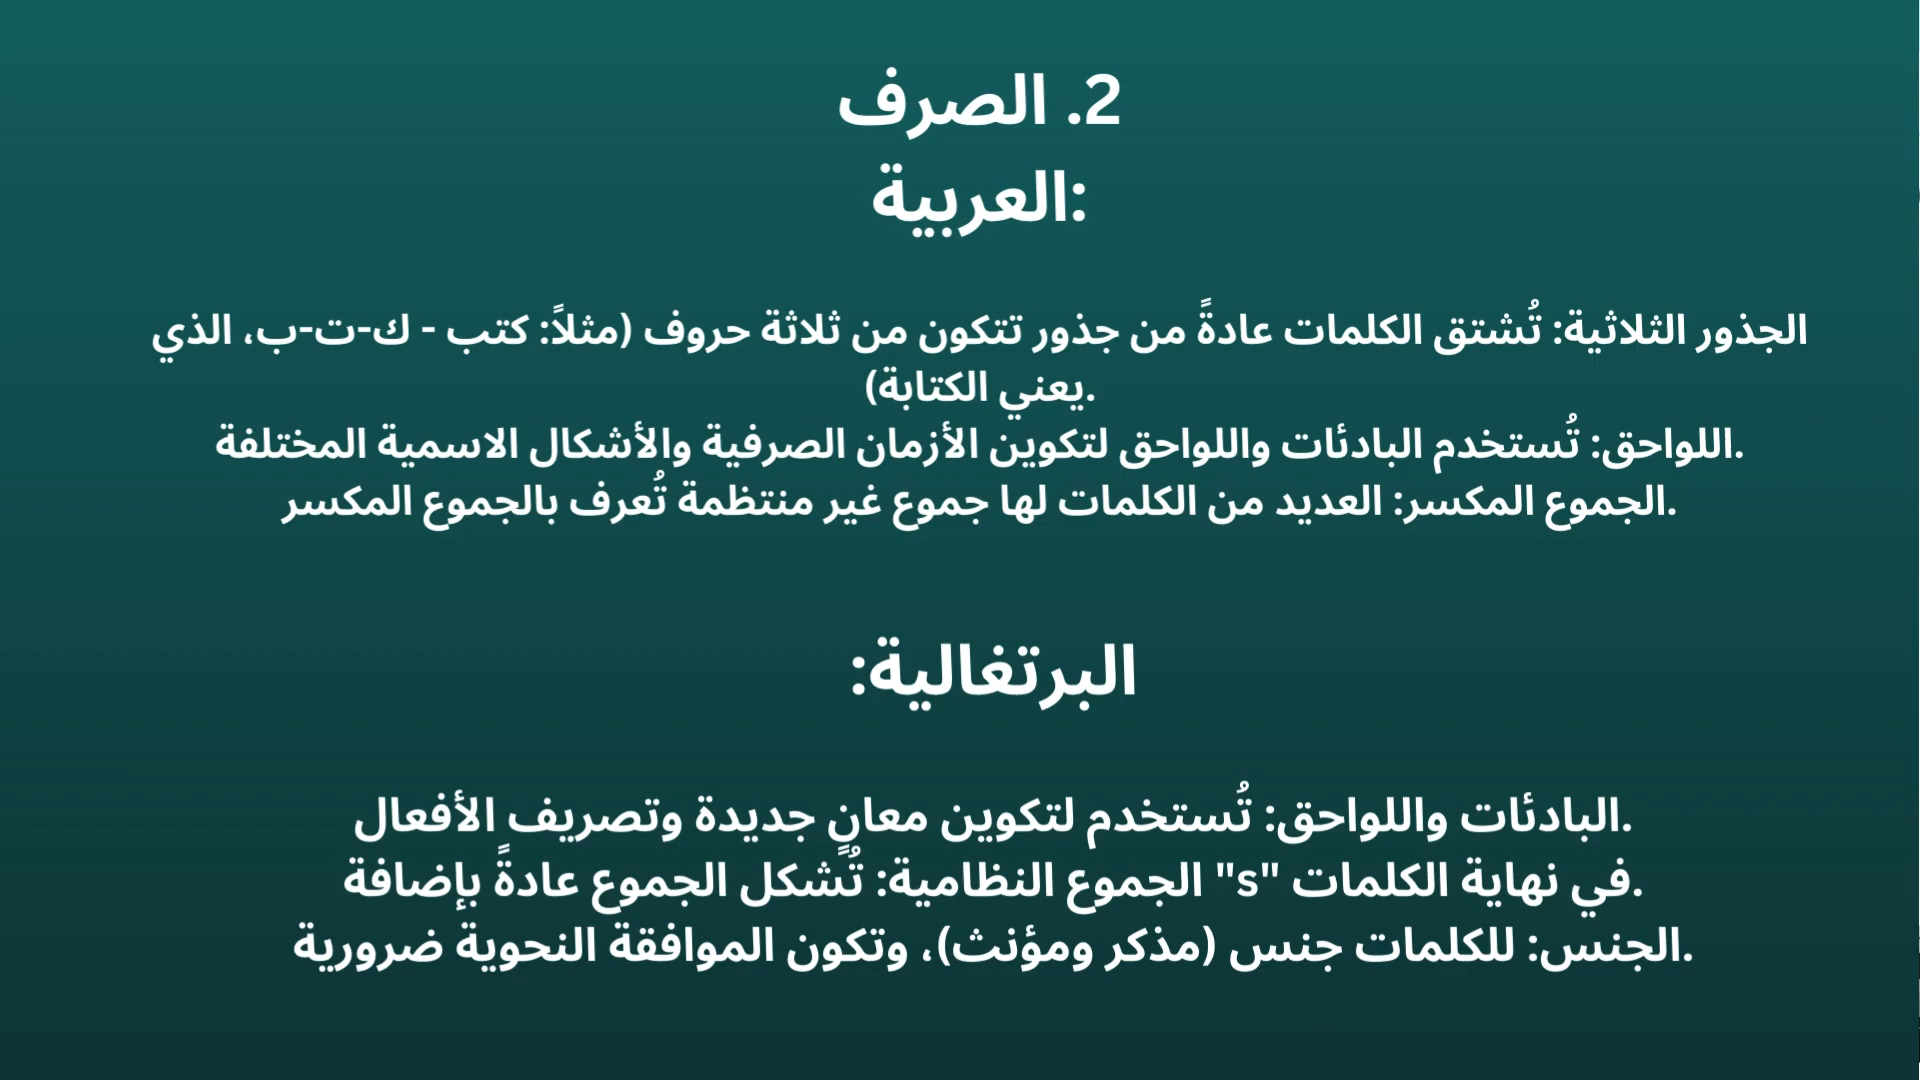 2. الصرف
العربية:
الجذور الثلاثية: تُشتق الكلمات عادةً من جذور تتكون من ثلاثة حروف (مثلاً: كتب - ك-ت-ب، الذي
يعني الكتابة).
اللواحق: تُستخدم البادئات واللواحق لتكوين الأزمان الصرفية والأشكال الاسمية المختلفة.
الجموع المكسر: العديد من الكلمات لها جموع غير منتظمة تُعرف بالجموع المكسر.
البرتغالية:
البادئات واللواحق: تُستخدم لتكوين معانٍ جديدة وتصريف الأفعال.
في نهاية الكلمات "s" الجموع النظامية: تُشكل الجموع عادةً بإضافة.
الجنس: للكلمات جنس (مذكر ومؤنث)، وتكون الموافقة النحوية ضرورية.